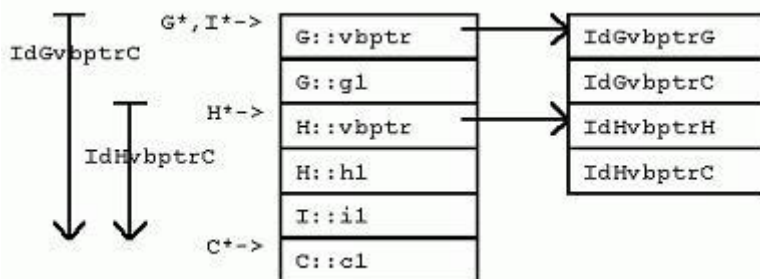 G*,I*->
G::vbptr
IdGvbptrG
IdGvbptrC
G::g1
IdGvbptrC
H*->
H::vbptr
IdHvbptrH
IdHvbptrC
H::h1
IdHvbptrC
I::i1
C*->
C::c1